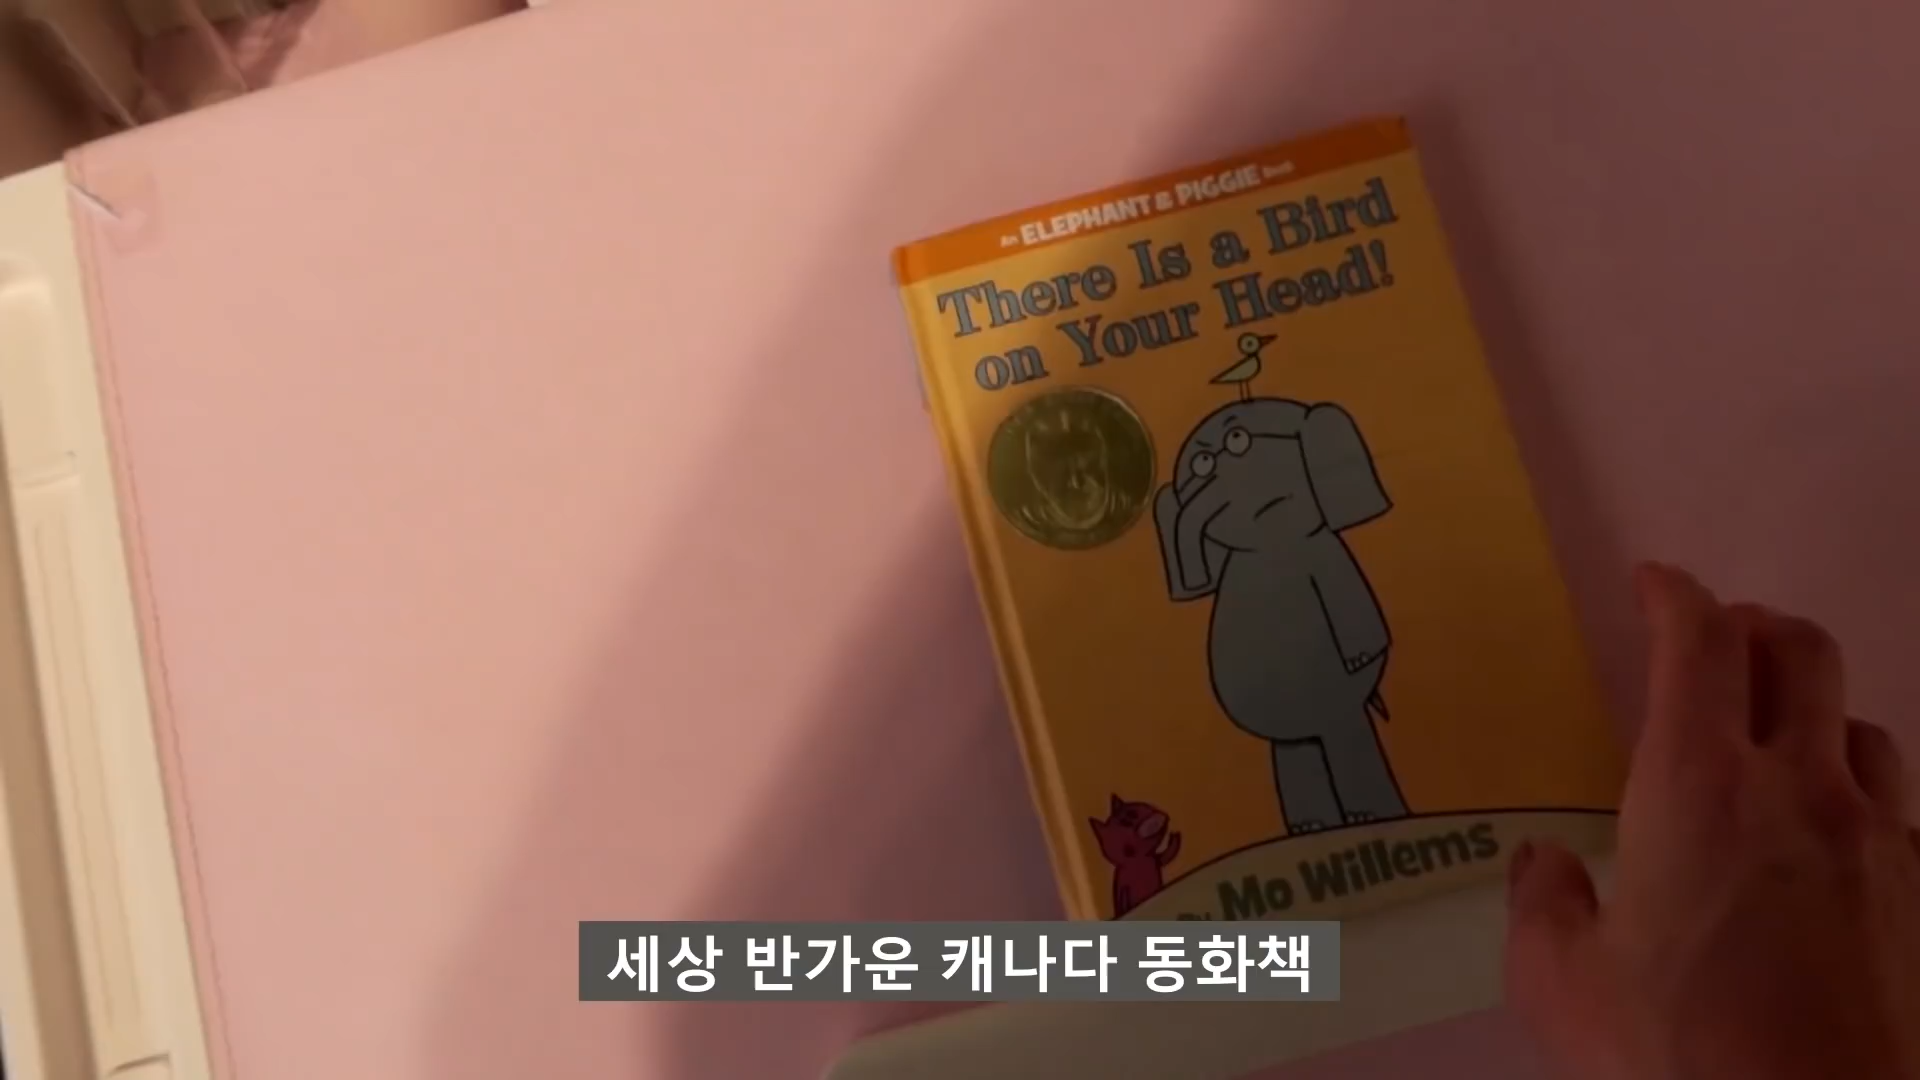 An ELEPHANT & PIGGIE Book
There Is a Bird
on Your Head!
By Mo Willems
세상 반가운 캐나다 동화책